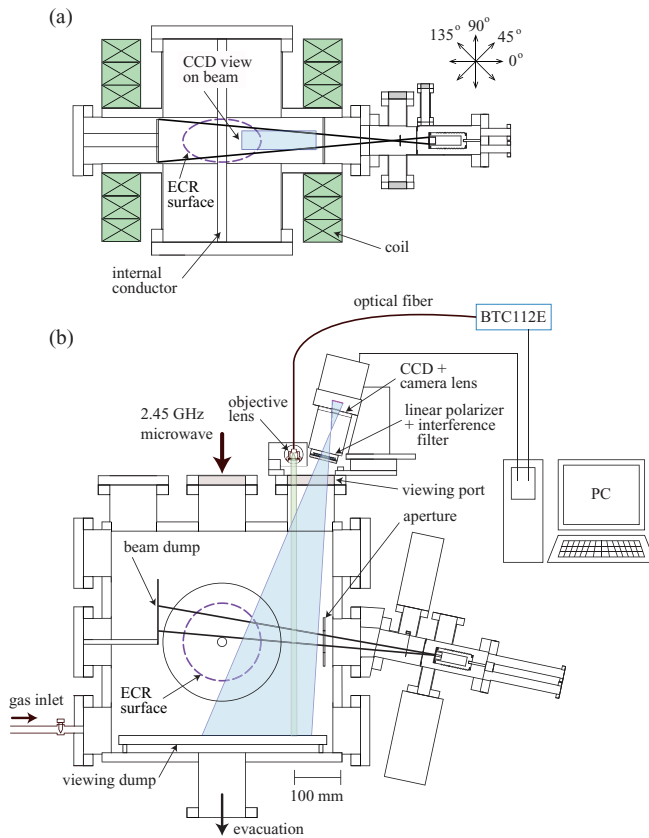 (a)
90°
135°
45°
0°
CCD view
on beam
ECR
surface
coil
internal
conductor
(b)
optical fiber
BTC112E
CCD +
camera lens
objective
lens
linear polarizer
+ interference
filter
2.45 GHz
microwave
viewing port
PC
aperture
beam dump
ECR
surface
gas inlet
viewing dump
100 mm
evacuation